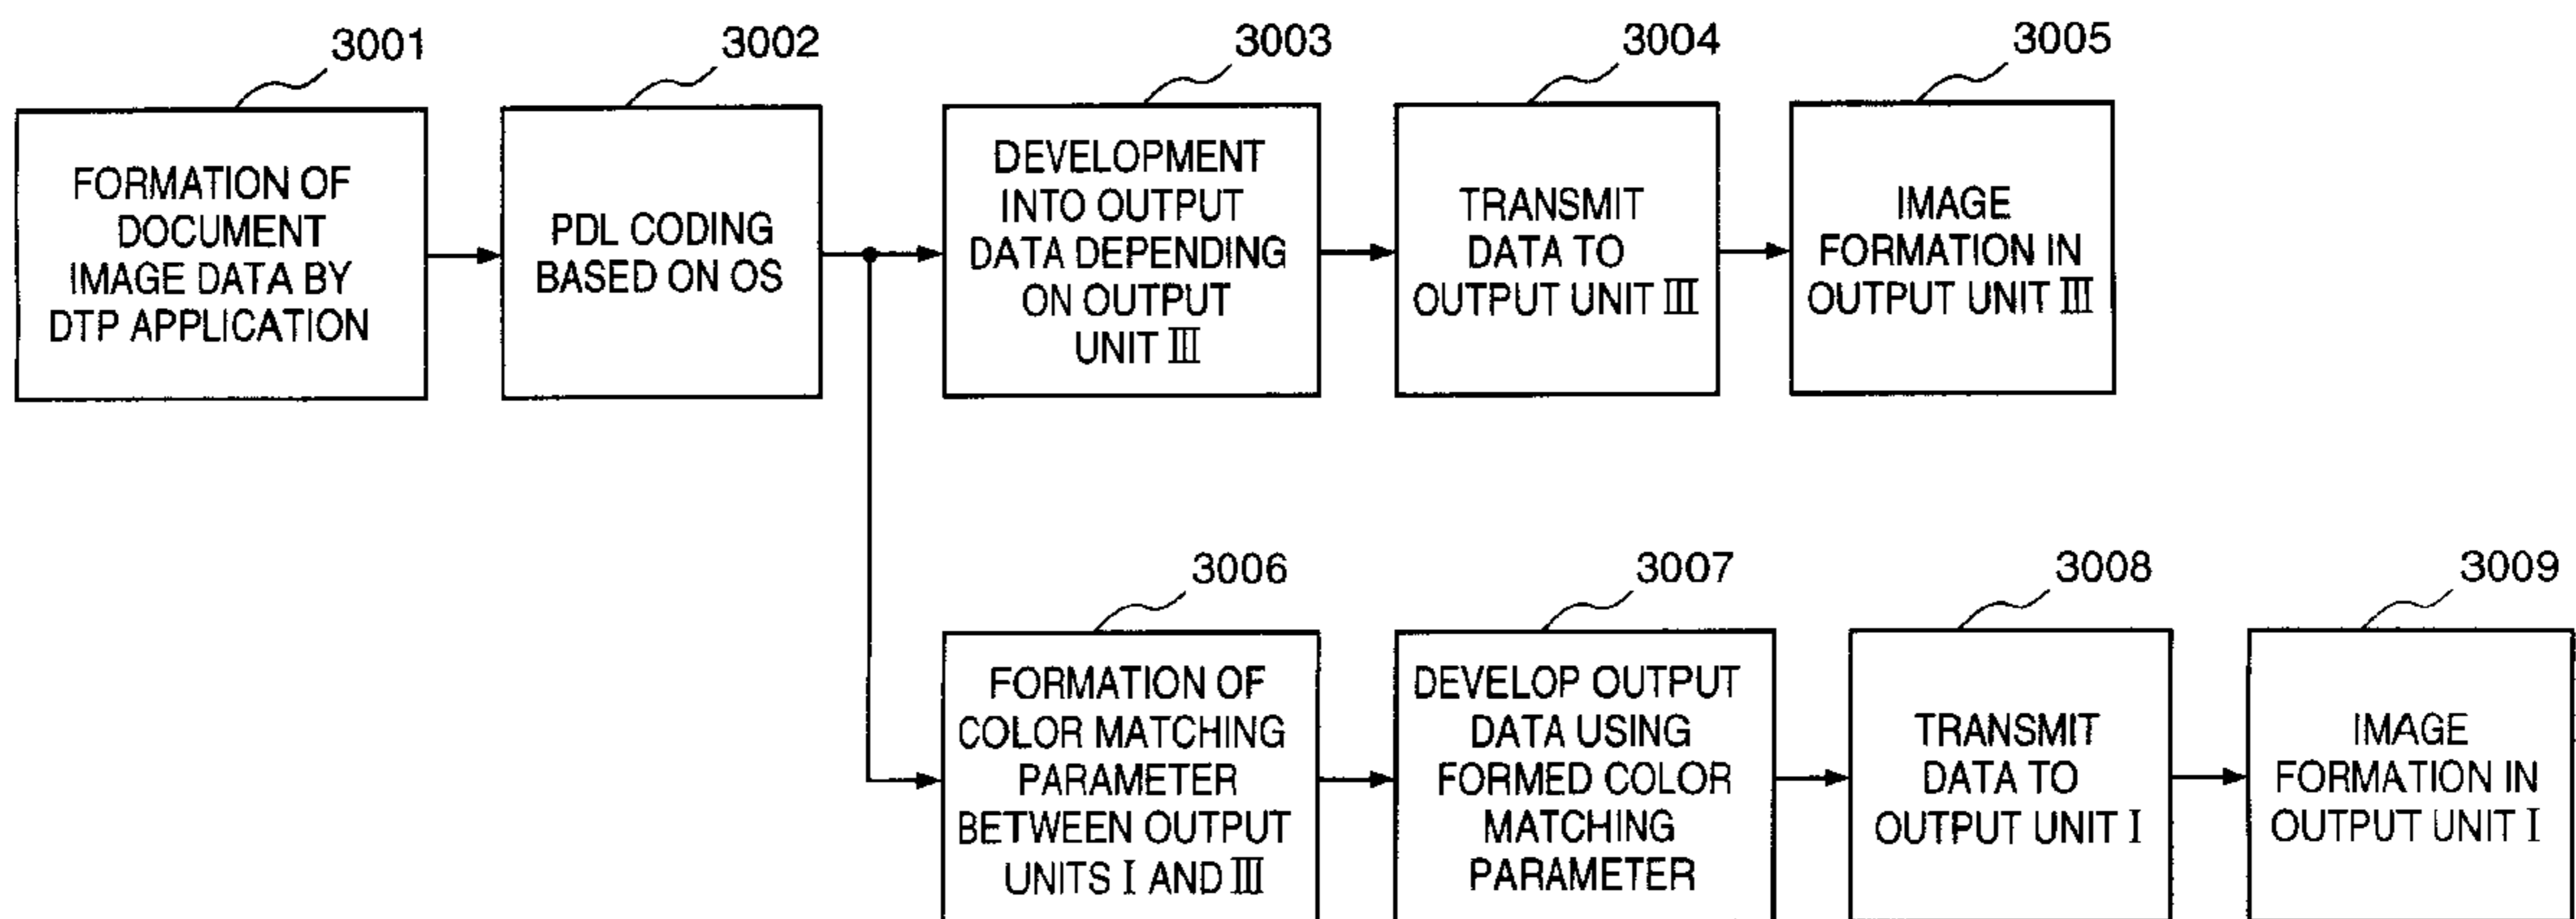 3001
FORMATION OF
DOCUMENT
IMAGE DATA BY
DTP APPLICATION
3002
PDL CODING
BASED ON OS
3003
DEVELOPMENT
INTO OUTPUT
DATA DEPENDING
ON OUTPUT
UNIT III
3004
TRANSMIT
DATA TO
OUTPUT UNIT III
3005
IMAGE
FORMATION IN
OUTPUT UNIT III
3006
FORMATION OF
COLOR MATCHING
PARAMETER
BETWEEN OUTPUT
UNITS I AND III
3007
DEVELOP OUTPUT
DATA USING
FORMED COLOR
MATCHING
PARAMETER
3008
TRANSMIT
DATA TO
OUTPUT UNIT I
3009
IMAGE
FORMATION IN
OUTPUT UNIT I